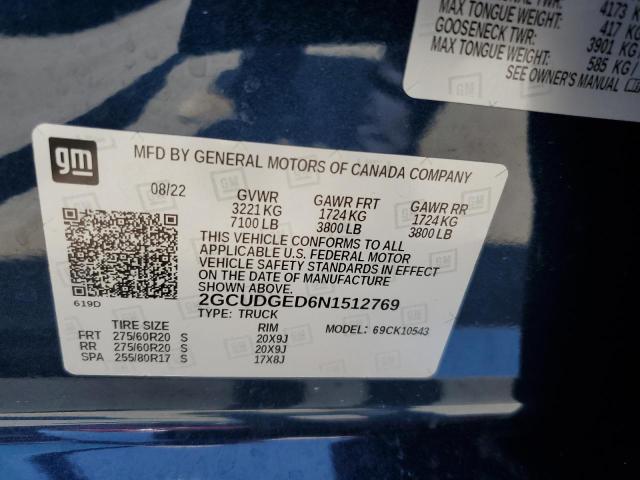 4173 K
MAX TONGUE WEIGHT: 417 KG
GOOSENECK TWR: 3901 KG
MAX TONGUE WEIGHT: 585 KG /
SEE OWNER'S MANUAL
gm
MFD BY GENERAL MOTORS OF CANADA COMPANY
08/22 GVWR GAWR FRT GAWR RR
3221 KG 1724 KG 1724 KG
7100 LB 3800 LB 3800 LB
THIS VEHICLE CONFORMS TO ALL
APPLICABLE U.S. FEDERAL MOTOR
VEHICLE SAFETY STANDARDS IN EFFECT
ON THE DATE OF MANUFACTURE
SHOWN ABOVE.
619D 2GCUDGED6N1512769
TYPE: TRUCK
TIRE SIZE RIM MODEL: 69CK10543
FRT 275/60R20 S 20X9J
RR 275/60R20 S 20X9J
SPA 255/80R17 S 17X8J